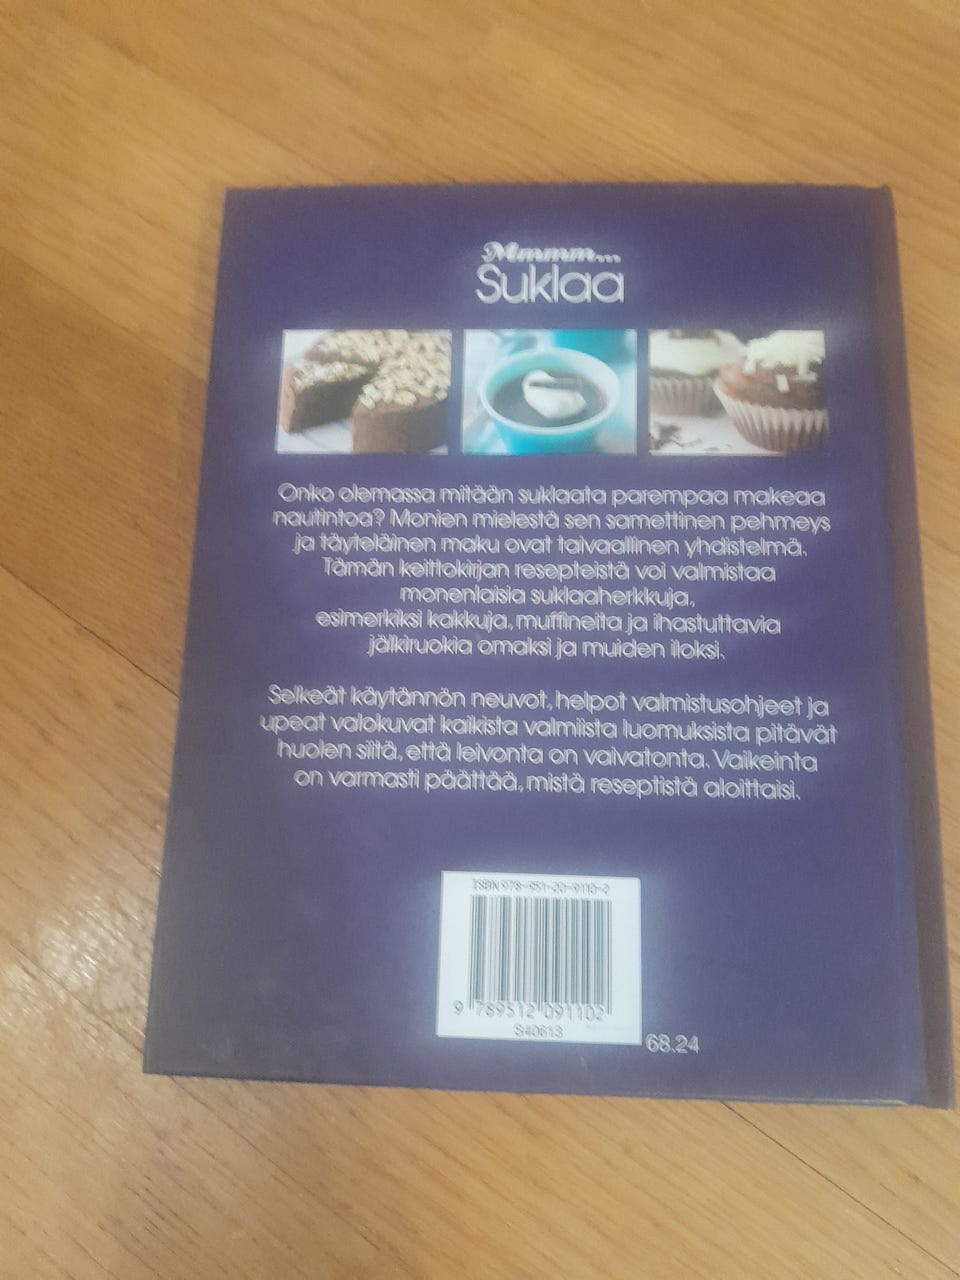 Mmmm...
Suklaa
Onko olemassa mitään suklaata parempaa makeaa
nautintoa? Monien mielestä sen samettinen pehmeys
ja täyteläinen maku ovat taivaallinen yhdistelmä.
Tämän keittokirjan resepteistä voi valmistaa
monenlaisia suklaaherkkuja,
esimerkiksi kakkuja, muffineita ja ihastuttavia
jälkiruokia omaksi ja muiden iloksi.
Selkeät käytännön neuvot, helpot valmistusohjeet ja
upeat valokuvat kaikista valmiista luomuksista pitävät
huolen siitä, että leivonta on vaivatonta. Vaikeinta
on varmasti päättää, mistä reseptistä aloittaisi.
ISBN 978-951-20-9110-2
9 789512 091102
S40613
68.24